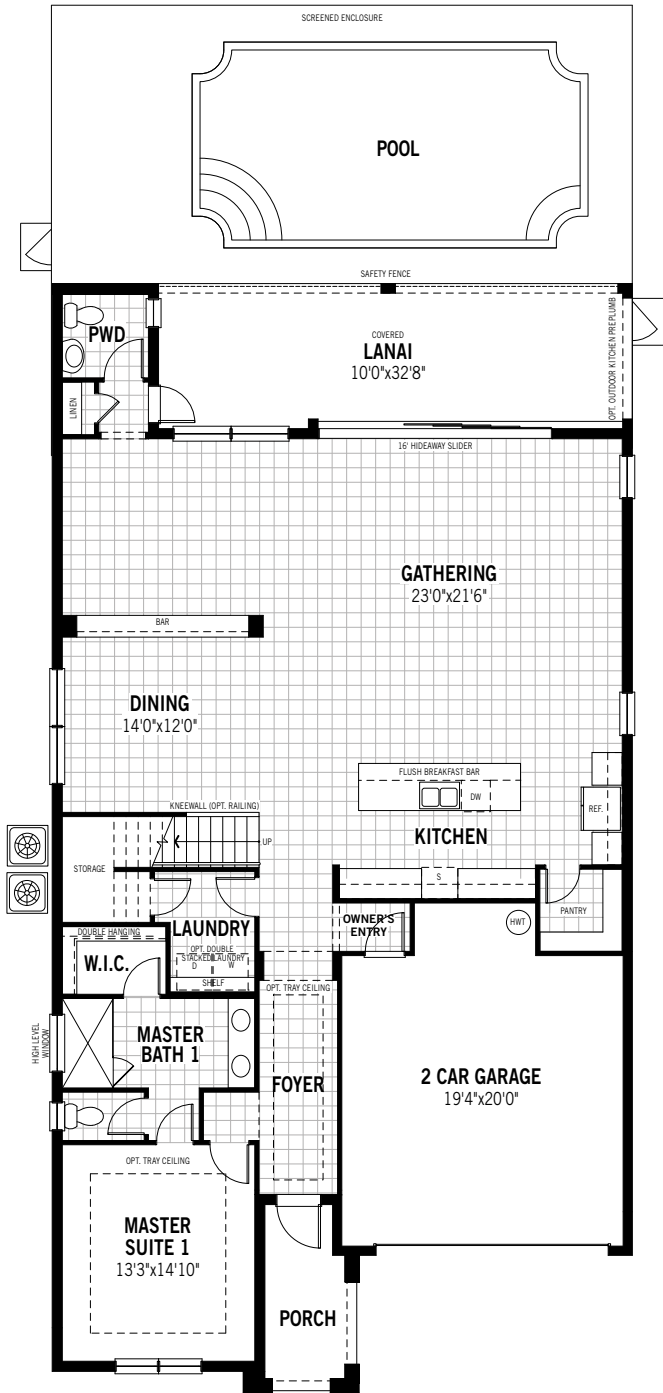 SCREENED ENCLOSURE
POOL
SAFETY FENCE
PWD
COVERED
LANAI
10'0"x32'8"
OPT. OUTDOOR KITCHEN PREPLUMB
LINEN
16' HIDEAWAY SLIDER
GATHERING
23'0"x21'6"
BAR
DINING
14'0"x12'0"
FLUSH BREAKFAST BAR
DW
REF.
KNEEWALL (OPT. RAILING)
UP
KITCHEN
STORAGE
S
PANTRY
LAUNDRY
OWNER'S
ENTRY
HWT
DOUBLE HANGING
W.I.C.
OPT. DOUBLE
STACKED LAUNDRY
D W
SHELF
OPT. TRAY CEILING
HIGH LEVEL
WINDOW
MASTER
BATH 1
FOYER
2 CAR GARAGE
19'4"x20'0"
OPT. TRAY CEILING
MASTER
SUITE 1
13'3"x14'10"
PORCH